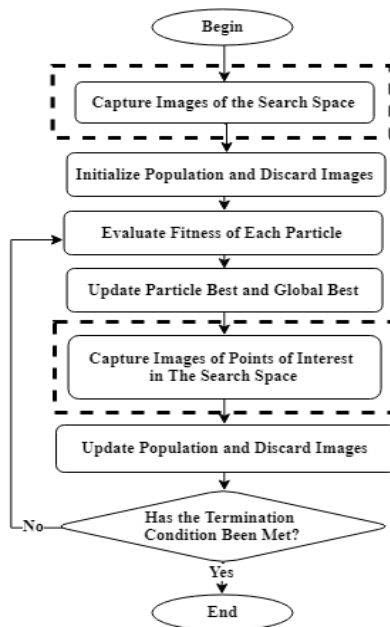 Begin
Capture Images of the Search Space
Initialize Population and Discard Images
Evaluate Fitness of Each Particle
Update Particle Best and Global Best
Capture Images of Points of Interest
in The Search Space
Update Population and Discard Images
Has the Termination
Condition Been Met?
No
Yes
End